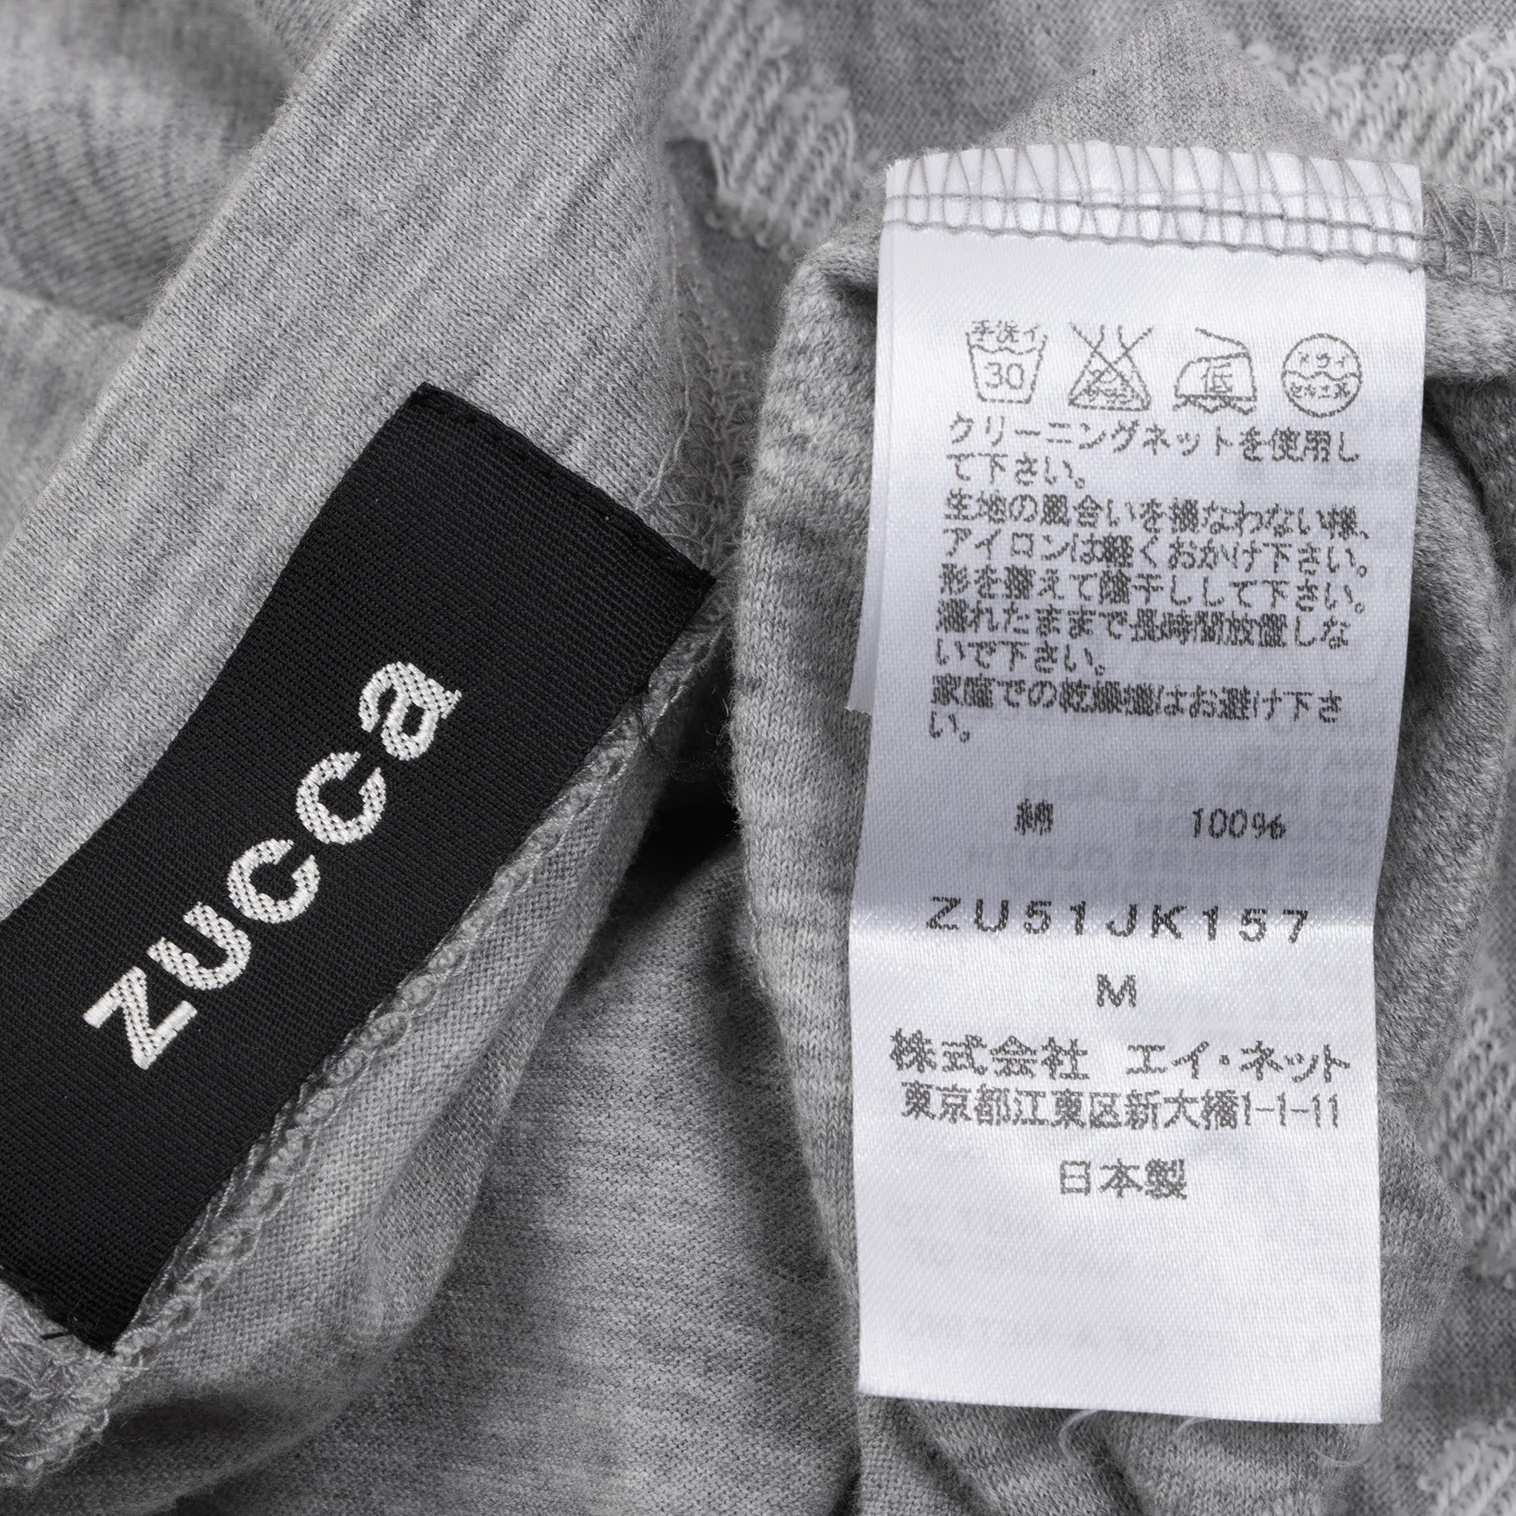 zucca
手洗イ
30
低
ドライ
セキユ系
クリーニングネットを使用し
て下さい。
生地の風合いを損なわない様、
アイロンは軽くおかけ下さい。
形を整えて陰干しして下さい。
濡れたままで長時間放置しな
いで下さい。
家庭での乾燥機はお避け下さ
い。
綿 100%
ZU51JK157
M
株式会社 エイ・ネット
東京都江東区新大橋1-1-11
日本製